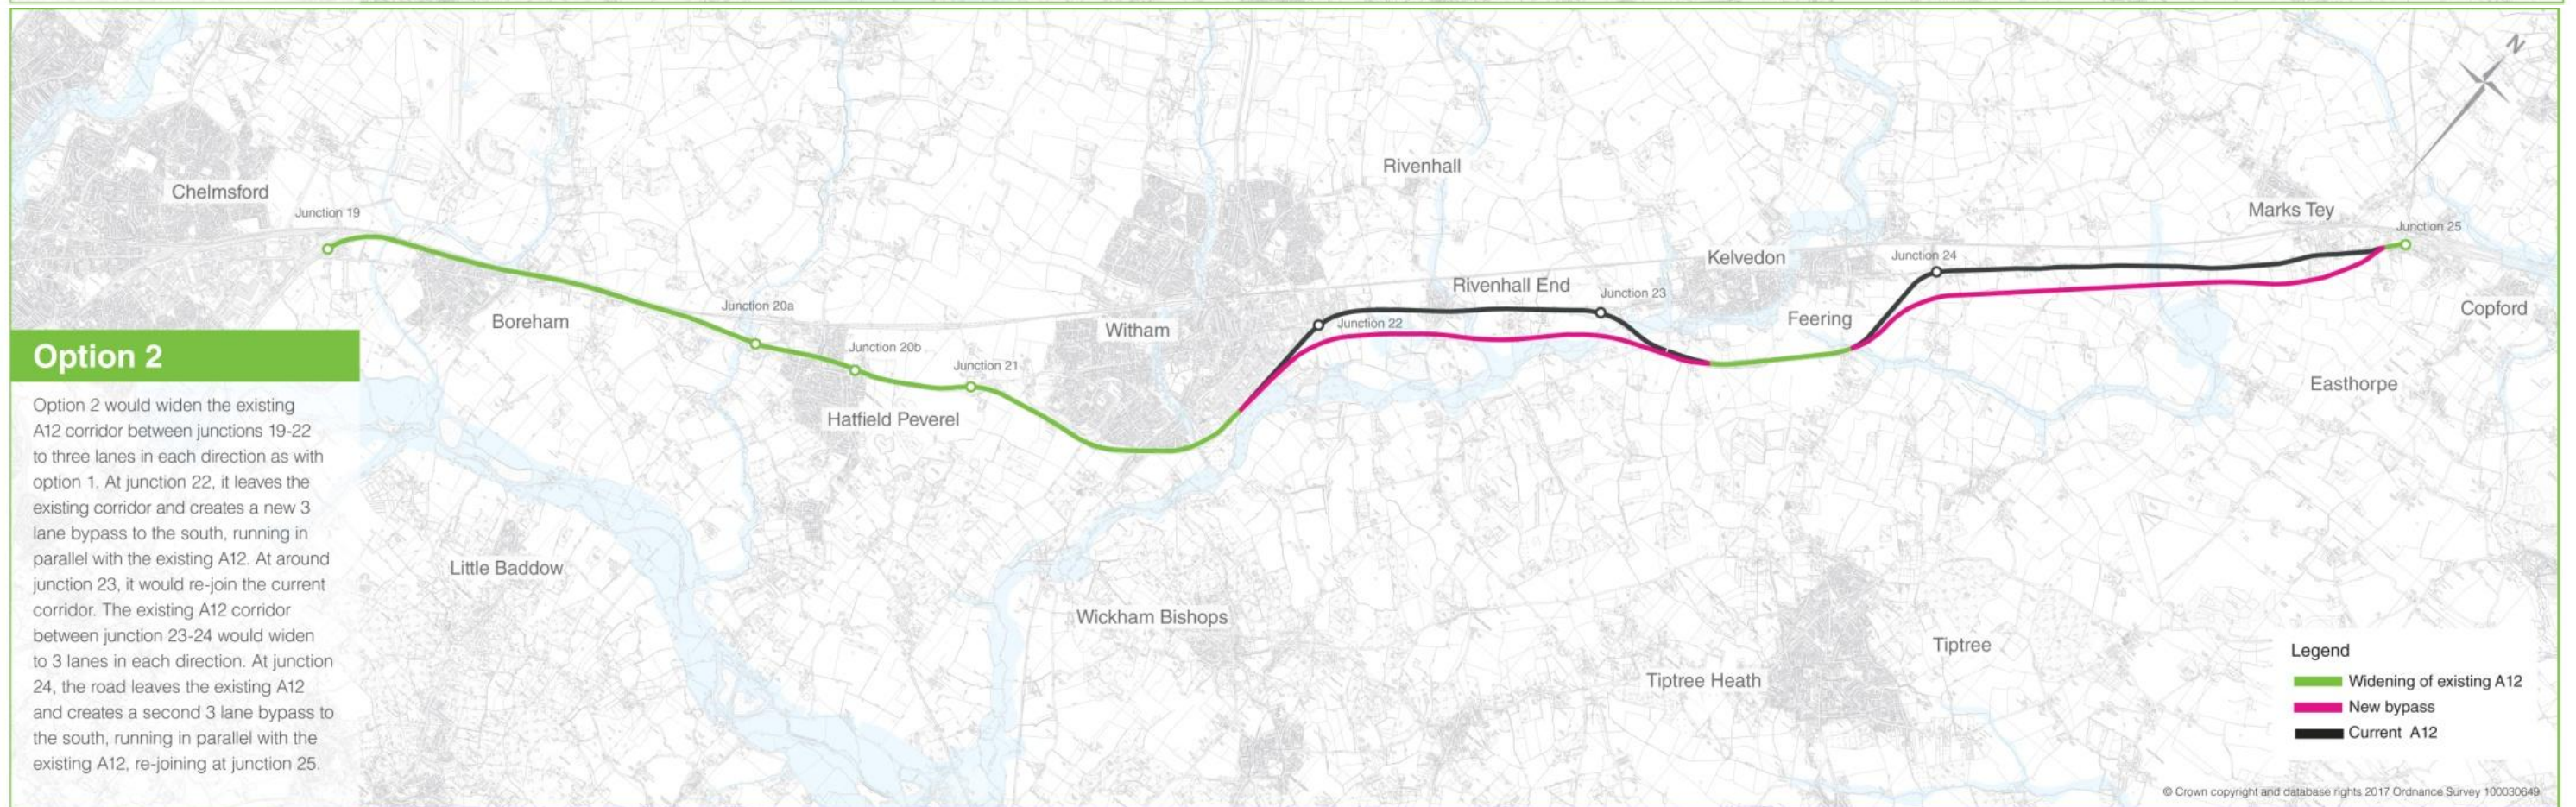 N
Rivenhall
Chelmsford
Marks Tey
Junction 19
Junction 25
Kelvedon
Junction 24
Rivenhall End
Junction 23
Junction 20a
Copford
Boreham
Witham
Junction 22
Feering
Junction 20b
Junction 21
Easthorpe
Hatfield Peverel
Option 2
Option 2 would widen the existing
A12 corridor between junctions 19-22
to three lanes in each direction as with
option 1. At junction 22, it leaves the
existing corridor and creates a new 3
lane bypass to the south, running in
parallel with the existing A12. At around
junction 23, it would re-join the current
corridor. The existing A12 corridor
between junction 23-24 would widen
to 3 lanes in each direction. At junction
24, the road leaves the existing A12
and creates a second 3 lane bypass to
the south, running in parallel with the
existing A12, re-joining at junction 25.
Little Baddow
Wickham Bishops
Tiptree
Tiptree Heath
Legend
Widening of existing A12
New bypass
Current A12
© Crown copyright and database rights 2017 Ordnance Survey 100030649